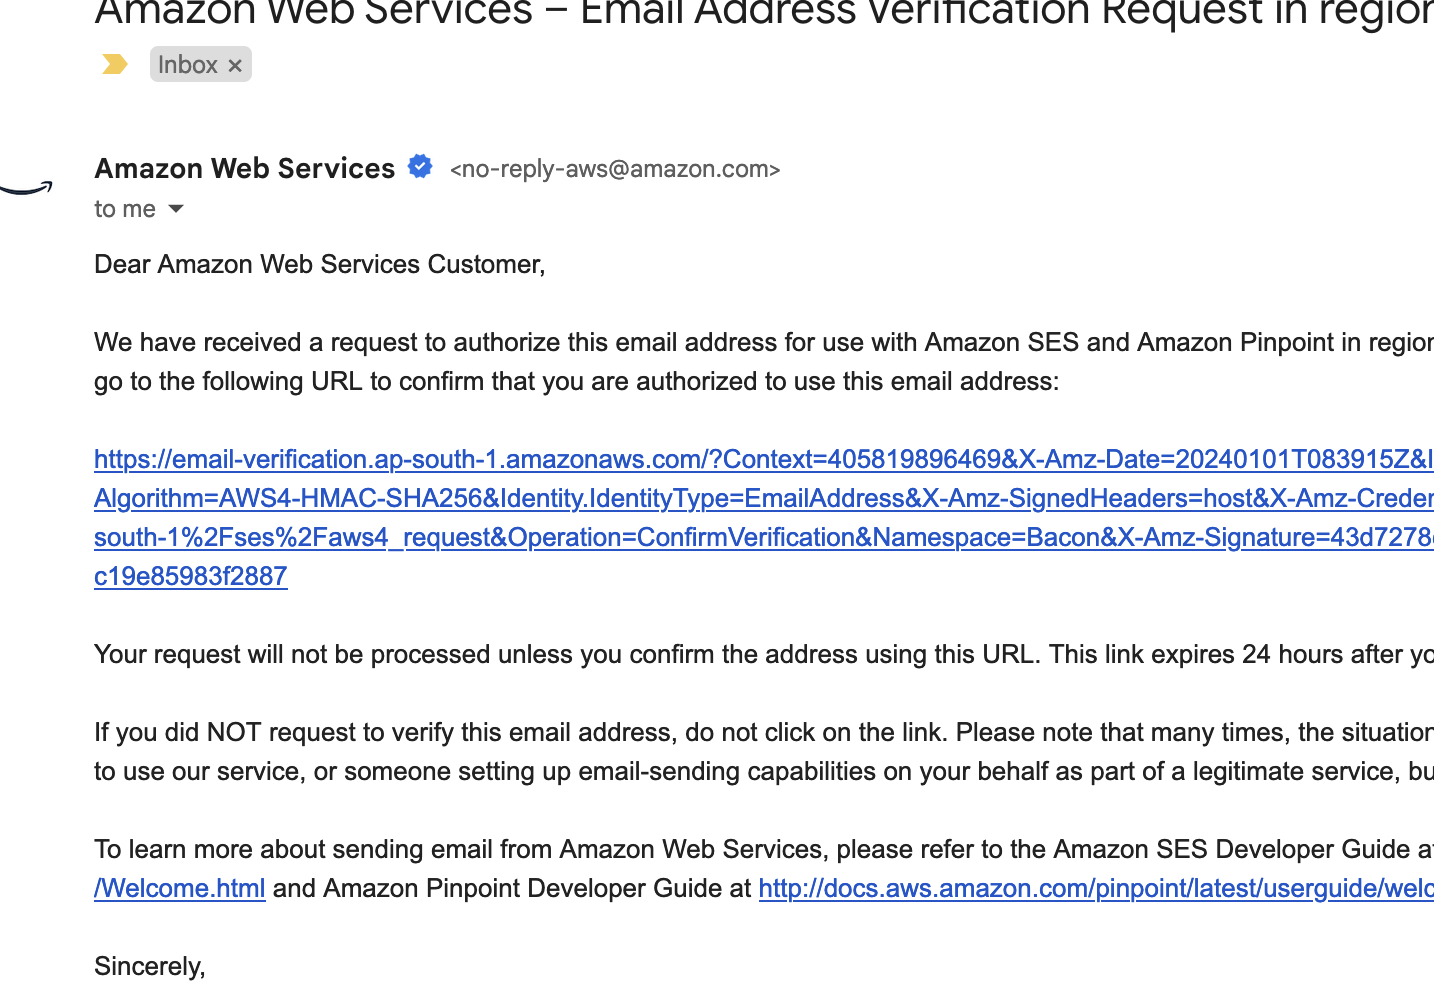 Amazon Web Services – Email Address Verification Request in region
Inbox ×
Amazon Web Services <no-reply-aws@amazon.com>
to me
Dear Amazon Web Services Customer,
We have received a request to authorize this email address for use with Amazon SES and Amazon Pinpoint in region
go to the following URL to confirm that you are authorized to use this email address:
https://email-verification.ap-south-1.amazonaws.com/?Context=405819896469&X-Amz-Date=20240101T083915Z&I
Algorithm=AWS4-HMAC-SHA256&Identity.IdentityType=EmailAddress&X-Amz-SignedHeaders=host&X-Amz-Creder
south-1%2Fses%2Faws4_request&Operation=ConfirmVerification&Namespace=Bacon&X-Amz-Signature=43d7278
c19e85983f2887
Your request will not be processed unless you confirm the address using this URL. This link expires 24 hours after yo
If you did NOT request to verify this email address, do not click on the link. Please note that many times, the situation
to use our service, or someone setting up email-sending capabilities on your behalf as part of a legitimate service, bu
To learn more about sending email from Amazon Web Services, please refer to the Amazon SES Developer Guide at
/Welcome.html and Amazon Pinpoint Developer Guide at http://docs.aws.amazon.com/pinpoint/latest/userguide/welc
Sincerely,